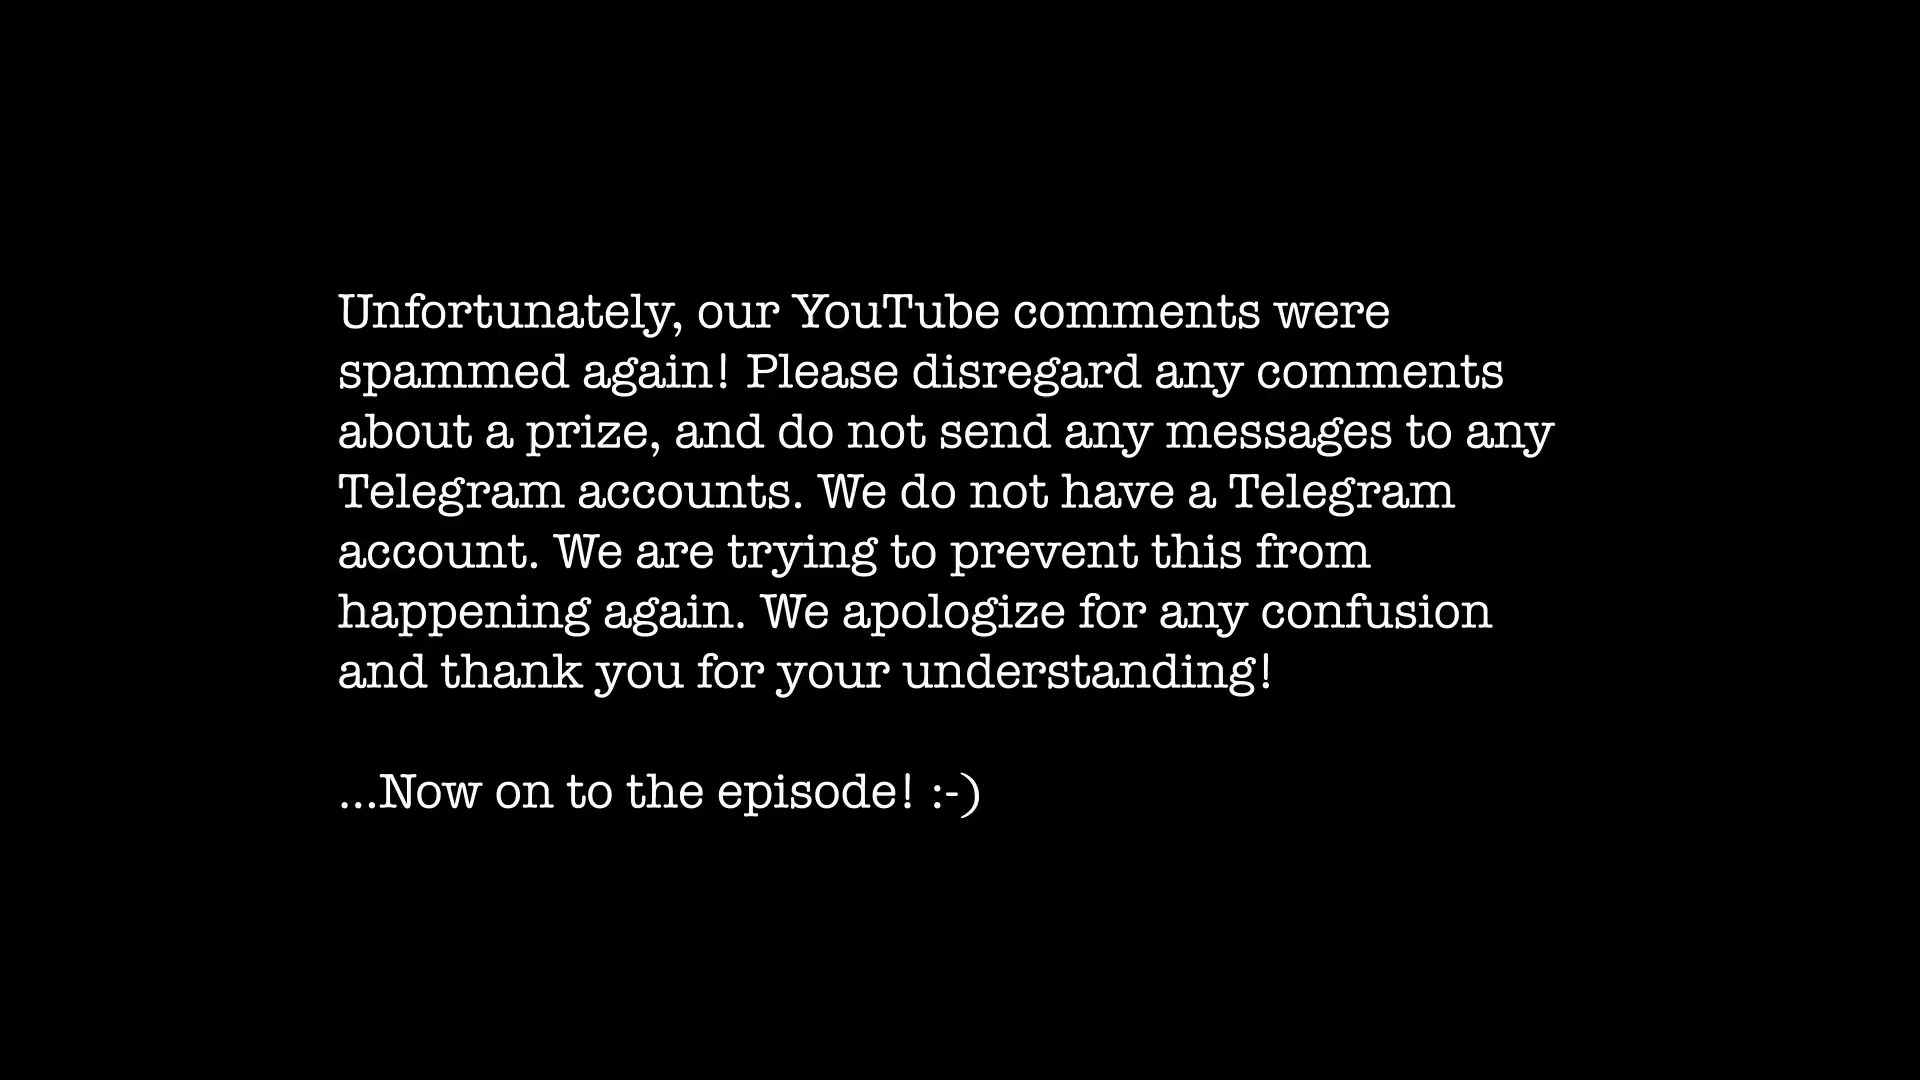 Unfortunately, our YouTube comments were
spammed again! Please disregard any comments
about a prize, and do not send any messages to any
Telegram accounts. We do not have a Telegram
account. We are trying to prevent this from
happening again. We apologize for any confusion
and thank you for your understanding!
...Now on to the episode! :-)